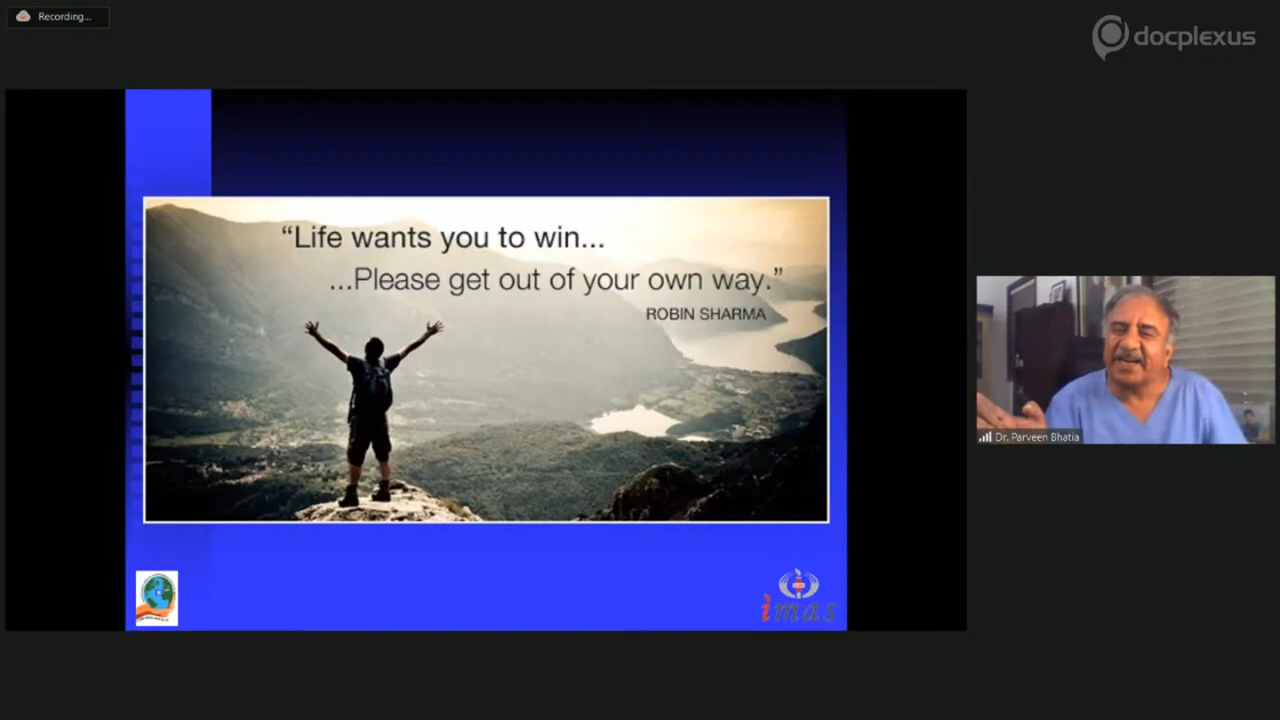 Recording...
docplexus
“Life wants you to win...
...Please get out of your own way.”
ROBIN SHARMA
Dr. Parveen Bhatia
imas